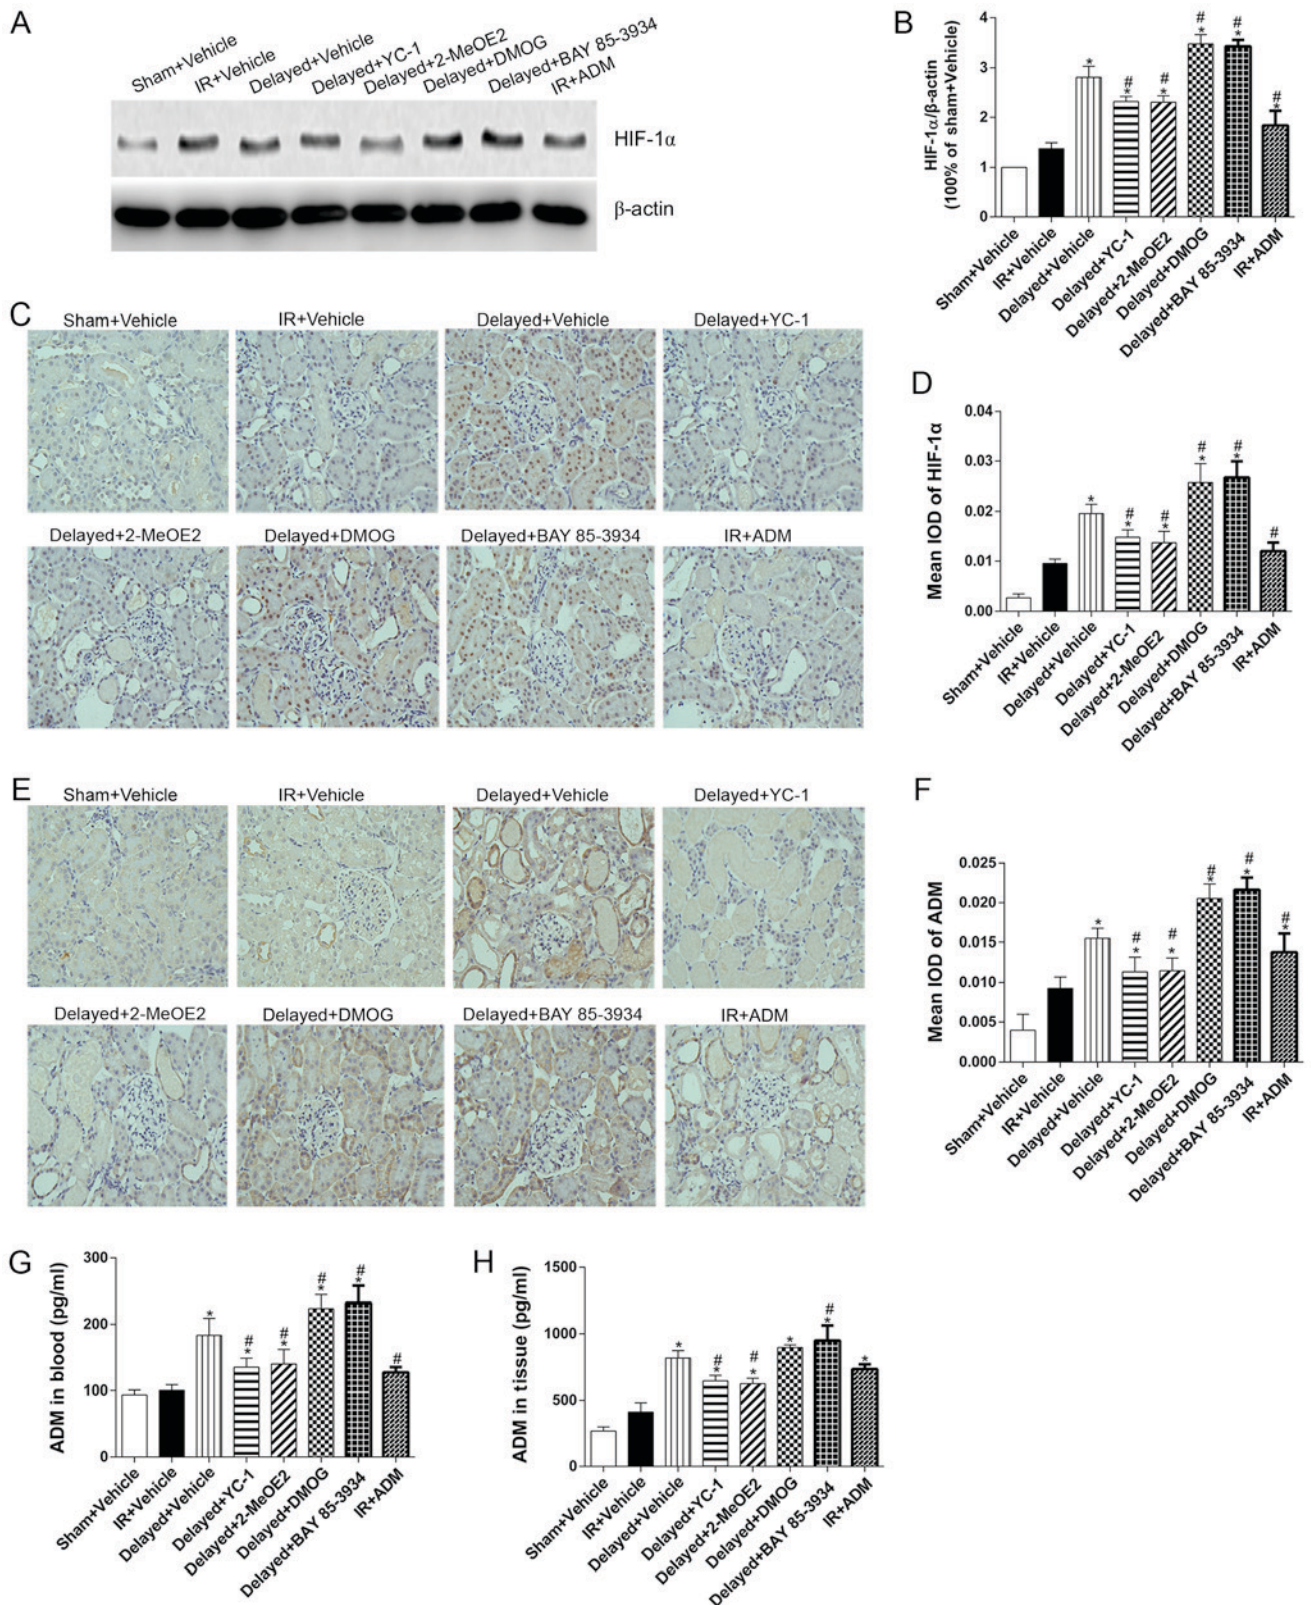 A
Sham+Vehicle
IR+Vehicle
Delayed+Vehicle
Delayed+YC-1
Delayed+2-MeOE2
Delayed+DMOG
Delayed+BAY 85-3934
IR+ADM
HIF-1α
β-actin
B
HIF-1α/β-actin
(100% of sham+Vehicle)
4
3
2
1
0
*
#
*
#
*
#
*
#
*
#
*
Sham+Vehicle
IR+Vehicle
Delayed+Vehicle
Delayed+YC-1
Delayed+2-MeOE2
Delayed+DMOG
Delayed+BAY 85-3934
IR+ADM
C
Sham+Vehicle
IR+Vehicle
Delayed+Vehicle
Delayed+YC-1
Delayed+2-MeOE2
Delayed+DMOG
Delayed+BAY 85-3934
IR+ADM
D
Mean IOD of HIF-1α
0.04
0.03
0.02
0.01
0.00
*
#
*
#
*
#
*
#
*
#
Sham+Vehicle
IR+Vehicle
Delayed+Vehicle
Delayed+YC-1
Delayed+2-MeOE2
Delayed+DMOG
Delayed+BAY 85-3934
IR+ADM
E
Sham+Vehicle
IR+Vehicle
Delayed+Vehicle
Delayed+YC-1
Delayed+2-MeOE2
Delayed+DMOG
Delayed+BAY 85-3934
IR+ADM
F
Mean IOD of ADM
0.025
0.020
0.015
0.010
0.005
0.000
*
#
*
#
*
#
*
#
*
#
*
Sham+Vehicle
IR+Vehicle
Delayed+Vehicle
Delayed+YC-1
Delayed+2-MeOE2
Delayed+DMOG
Delayed+BAY 85-3934
IR+ADM
G
ADM in blood (pg/ml)
300
200
100
0
*
#
*
#
*
#
*
#
*
#
Sham+Vehicle
IR+Vehicle
Delayed+Vehicle
Delayed+YC-1
Delayed+2-MeOE2
Delayed+DMOG
Delayed+BAY 85-3934
IR+ADM
H
ADM in tissue (pg/ml)
1500
1000
500
0
*
#
*
#
*
*
#
*
*
Sham+Vehicle
IR+Vehicle
Delayed+Vehicle
Delayed+YC-1
Delayed+2-MeOE2
Delayed+DMOG
Delayed+BAY 85-3934
IR+ADM